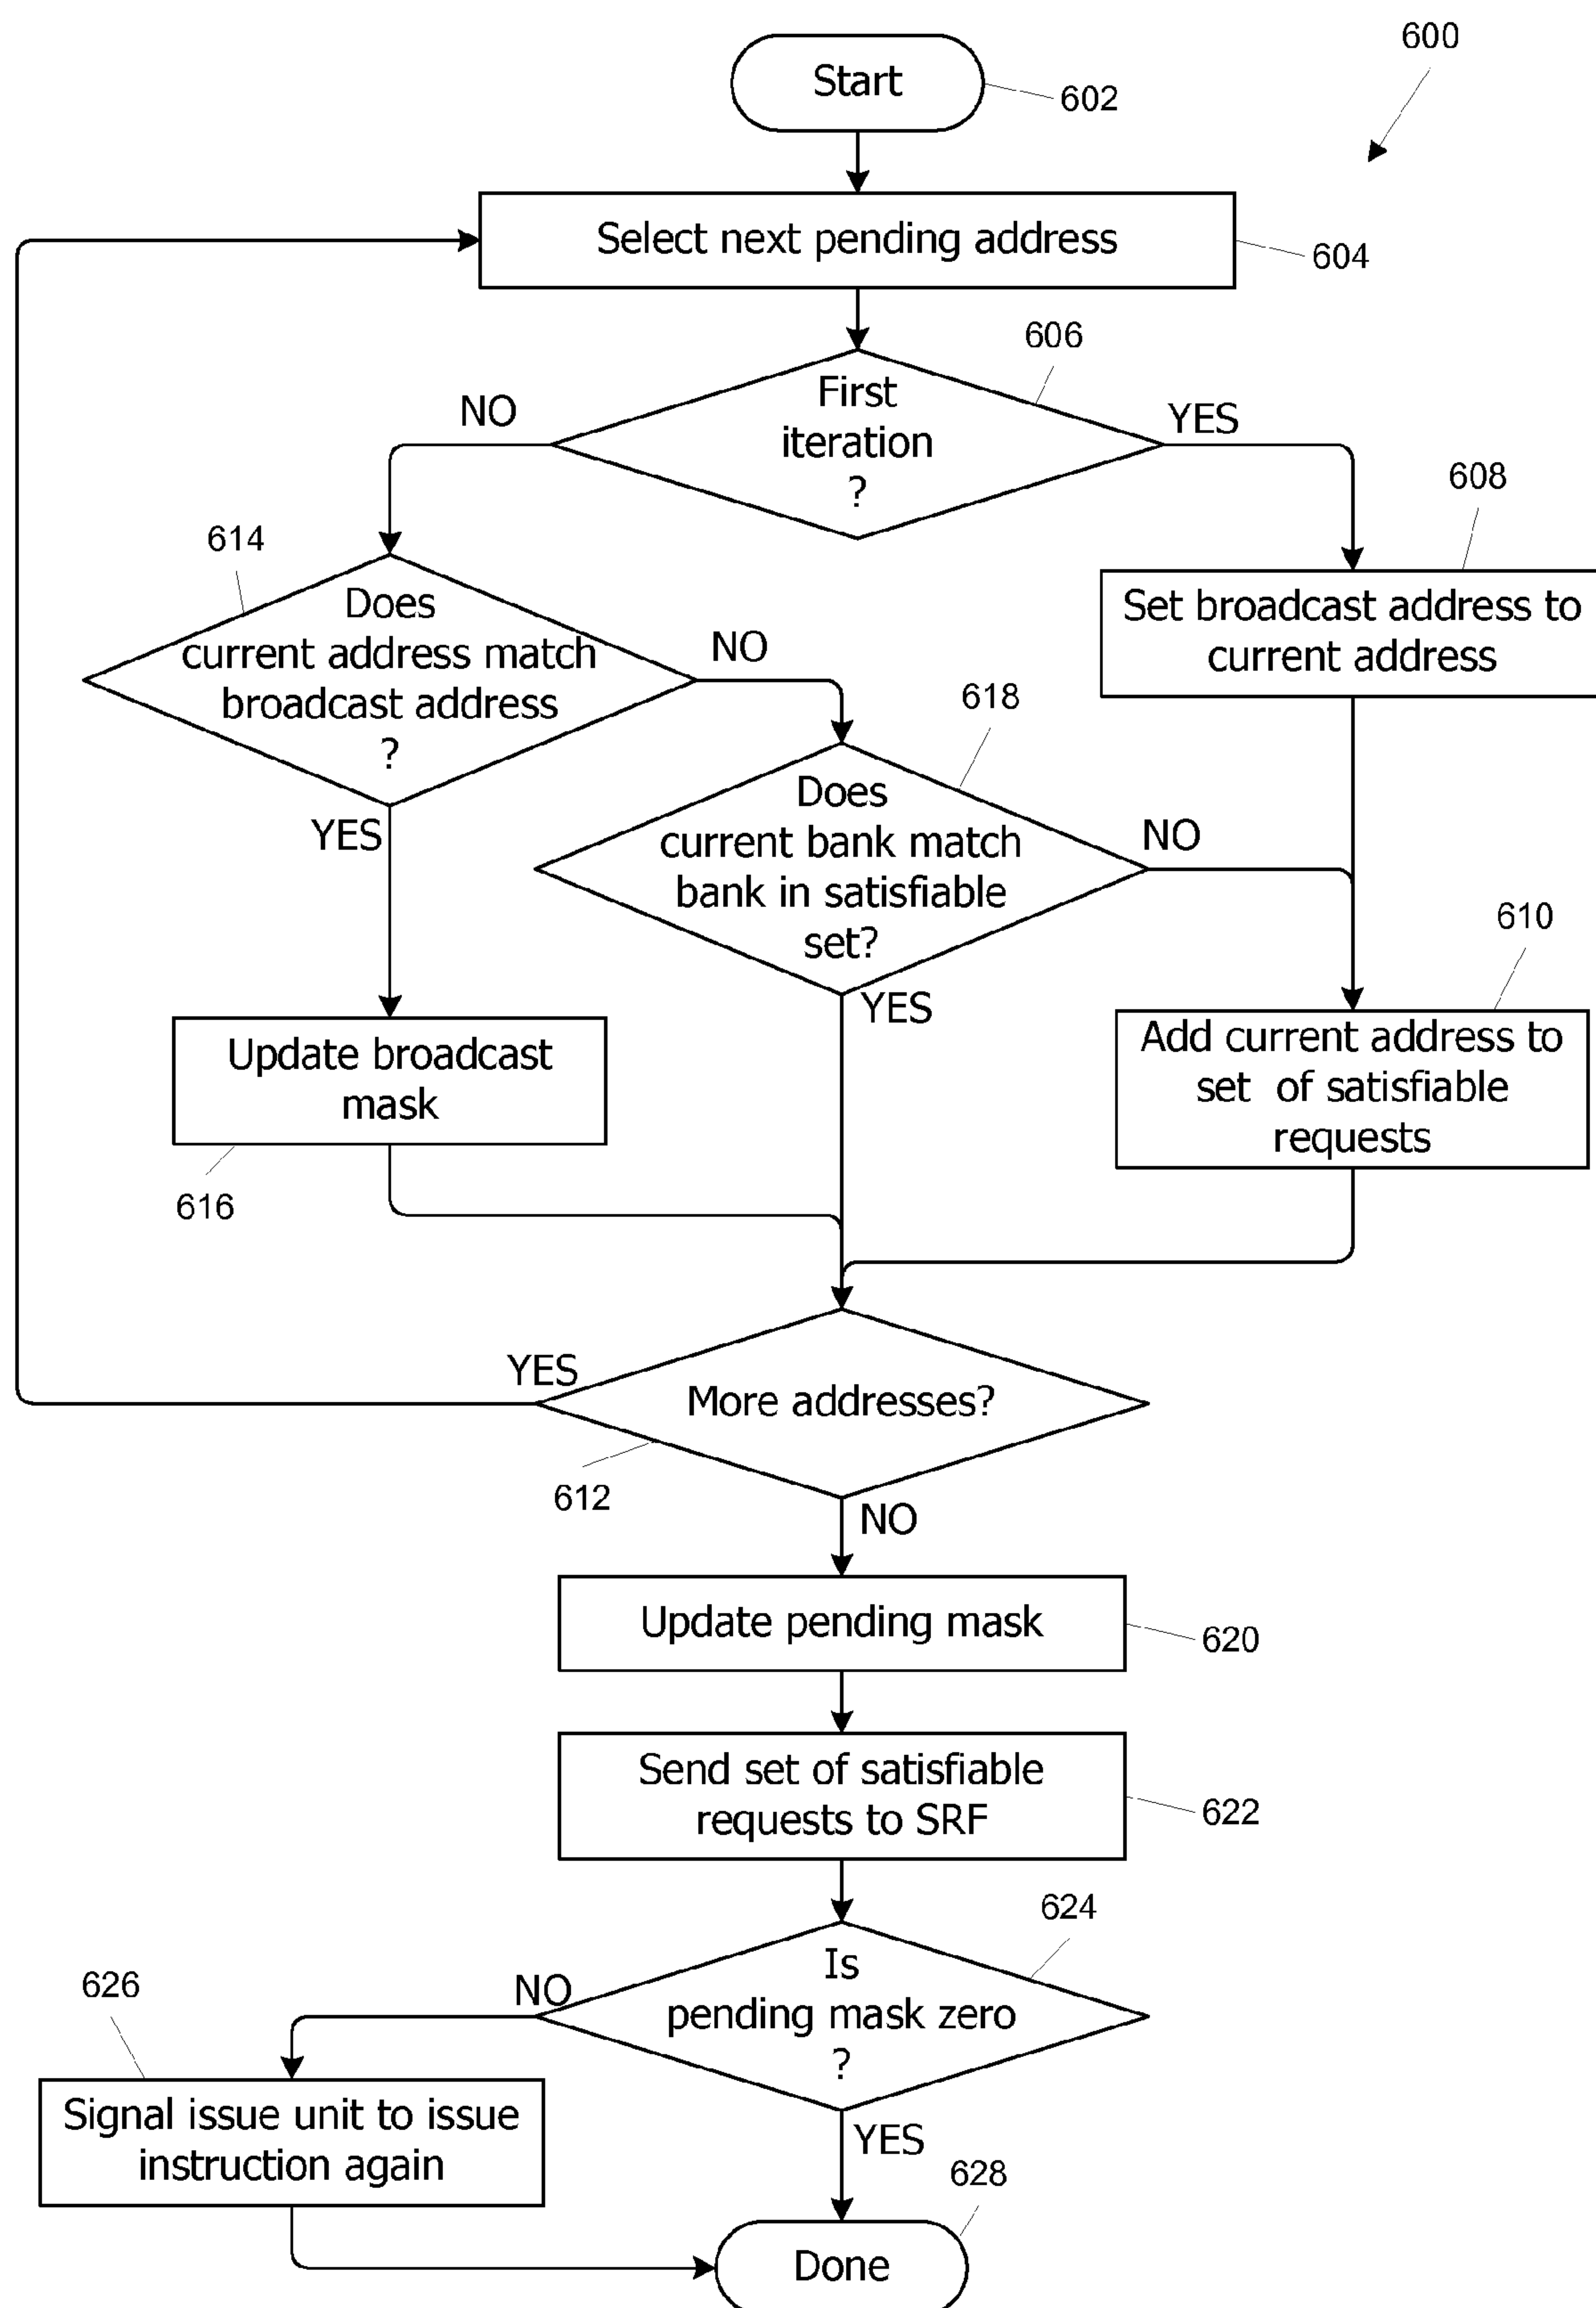 600
Start
602
Select next pending address
604
606
First
iteration
?
NO
YES
608
614
Does
current address match
broadcast address
?
NO
Set broadcast address to
current address
618
YES
Does
current bank match
bank in satisfiable
set?
NO
610
YES
Update broadcast
mask
616
Add current address to
set of satisfiable
requests
YES
More addresses?
612
NO
Update pending mask
620
Send set of satisfiable
requests to SRF
622
624
Is
pending mask zero
?
NO
626
Signal issue unit to issue
instruction again
YES
628
Done